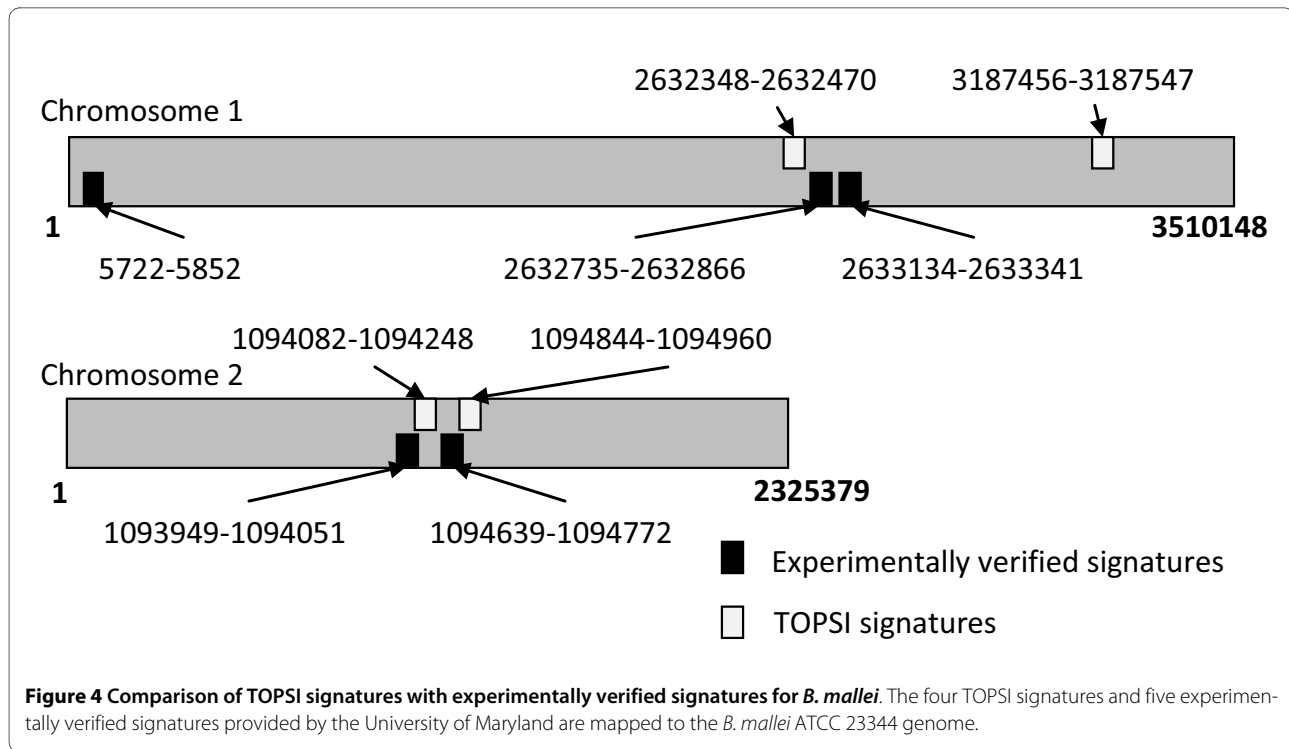 2632348-2632470
3187456-3187547
Chromosome 1
1
3510148
5722-5852
2632735-2632866
2633134-2633341
1094082-1094248
1094844-1094960
Chromosome 2
1
2325379
1093949-1094051
1094639-1094772
Experimentally verified signatures
TOPSI signatures
Figure 4 Comparison of TOPSI signatures with experimentally verified signatures for B. mallei. The four TOPSI signatures and five experimen-
tally verified signatures provided by the University of Maryland are mapped to the B. mallei ATCC 23344 genome.